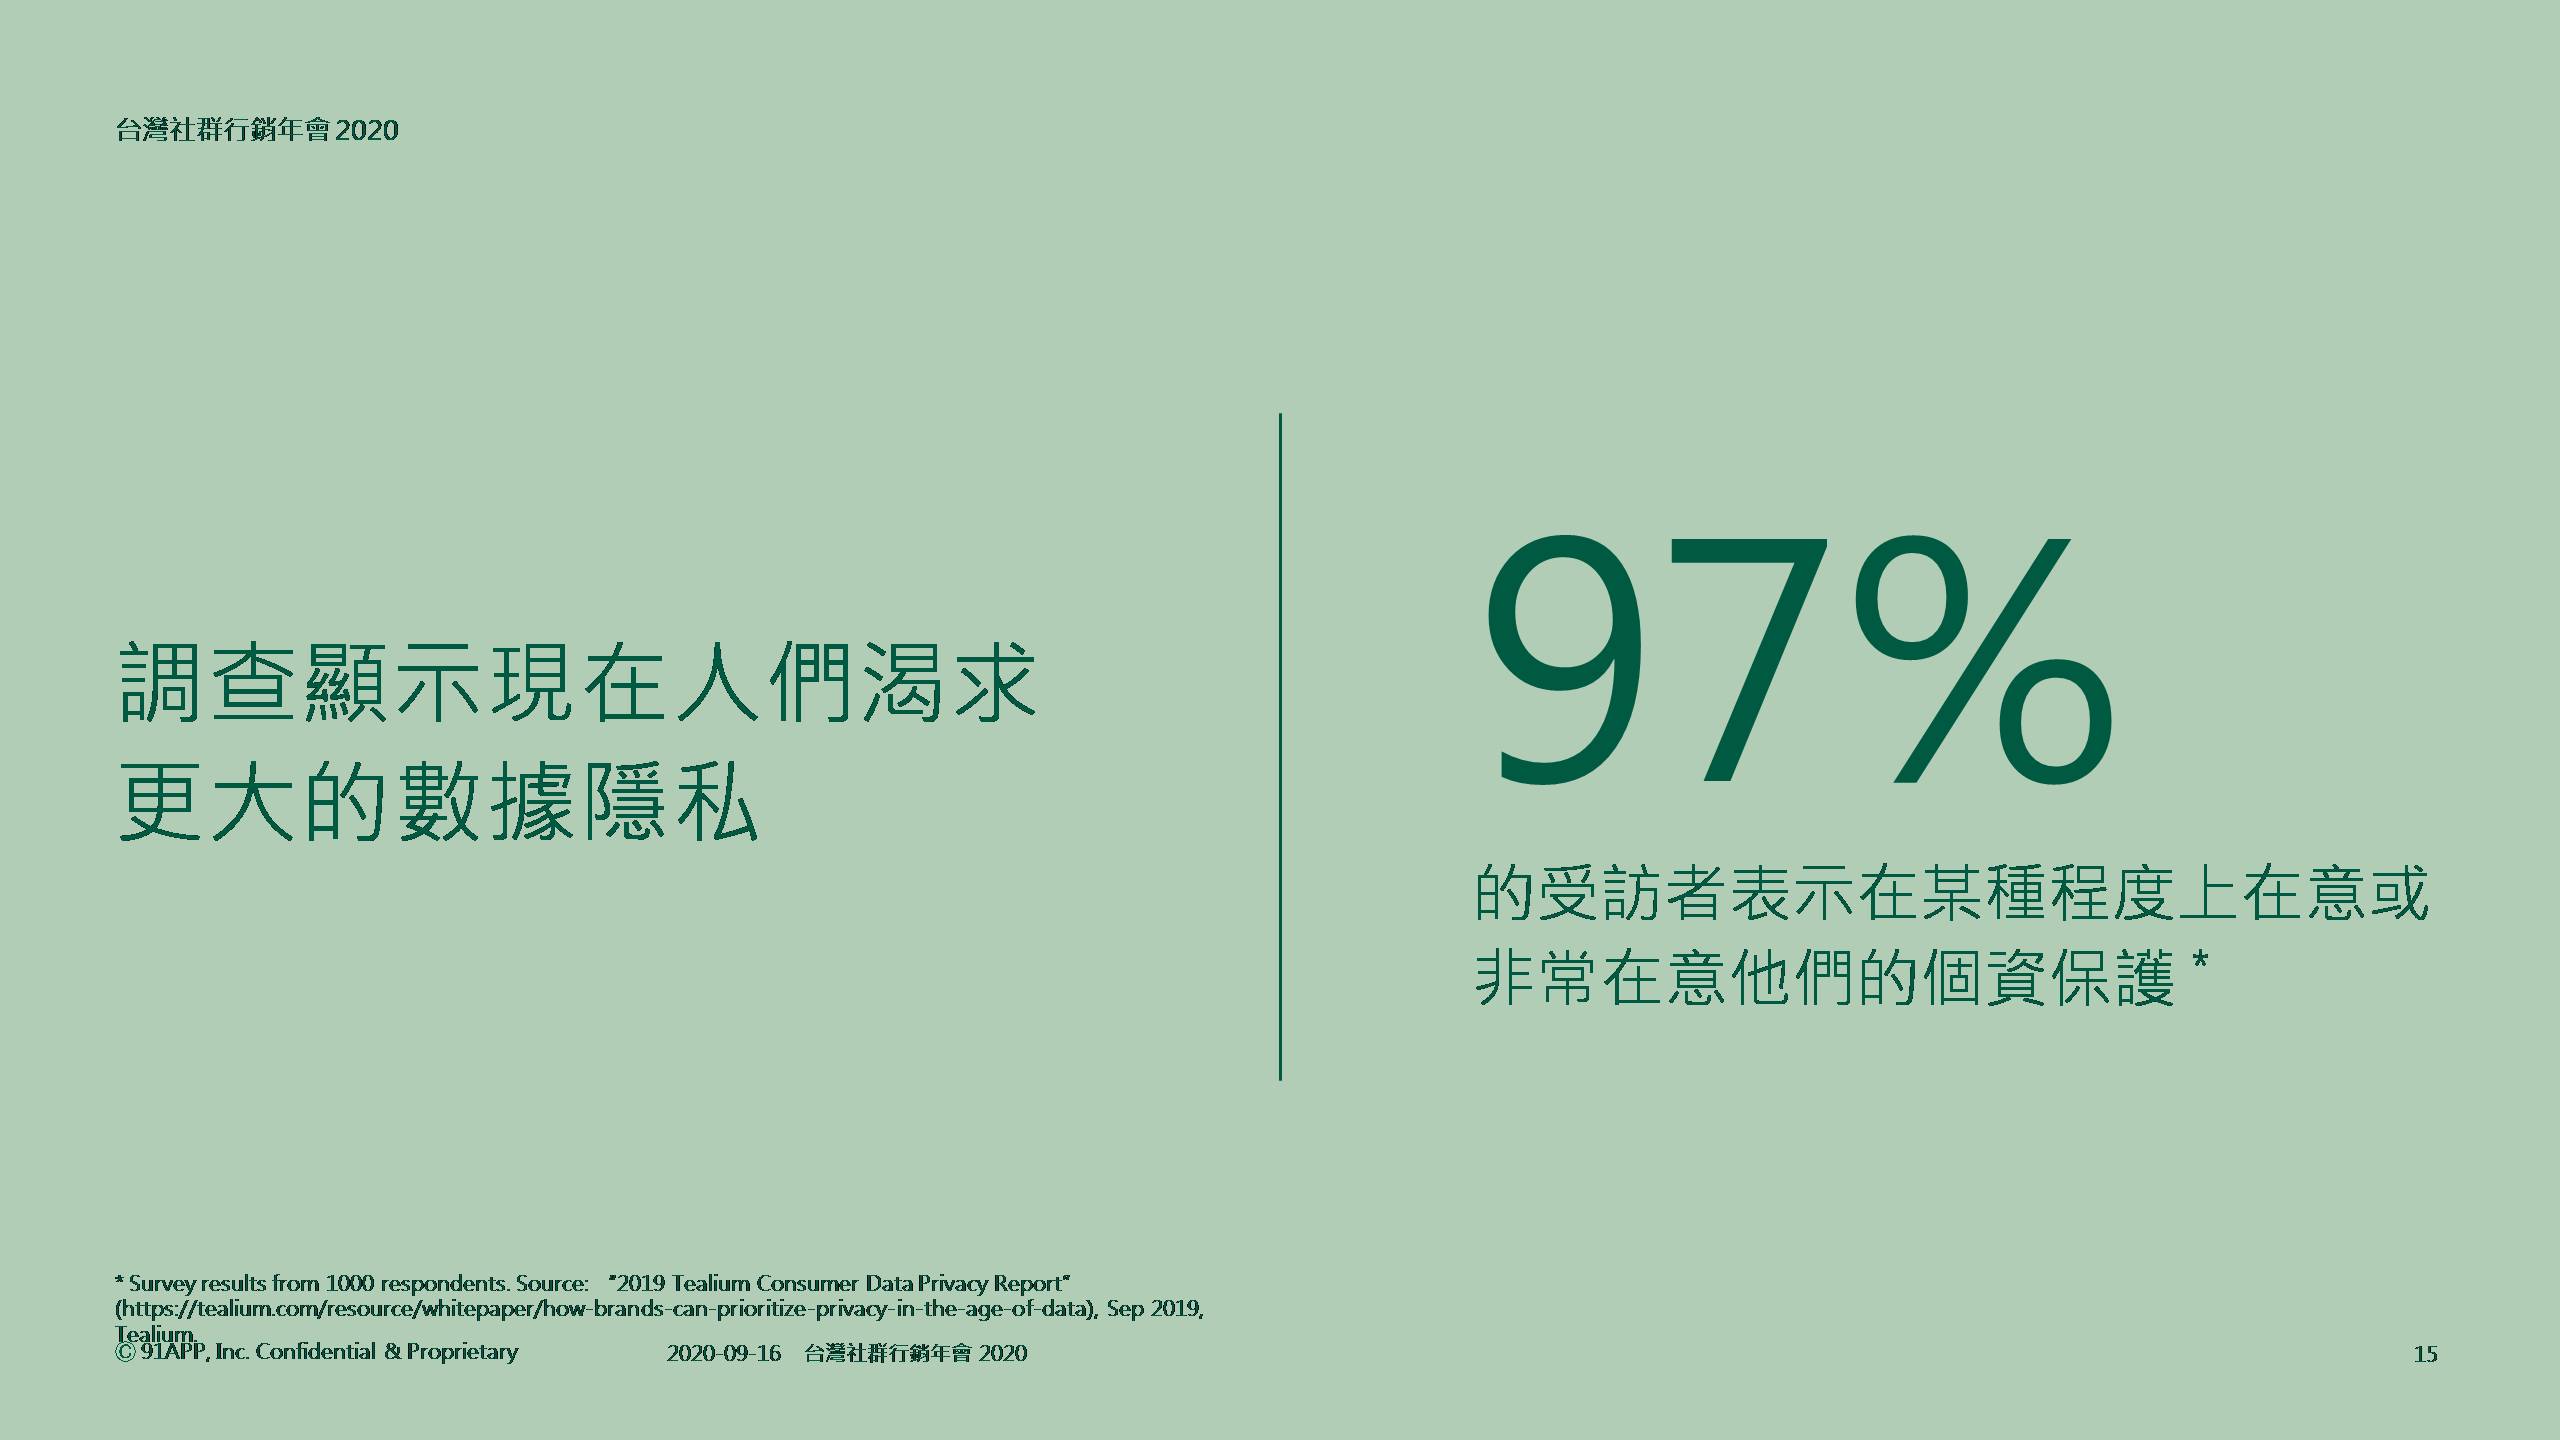 台灣社群行銷年會 2020
調查顯示現在人們渴求
更大的數據隱私
97%
的受訪者表示在某種程度上在意或
非常在意他們的個資保護 *
* Survey results from 1000 respondents. Source: "2019 Tealium Consumer Data Privacy Report"
(https://tealium.com/resource/whitepaper/how-brands-can-prioritize-privacy-in-the-age-of-data), Sep 2019,
Tealium.
© 91APP, Inc. Confidential & Proprietary
2020-09-16 台灣社群行銷年會 2020
15